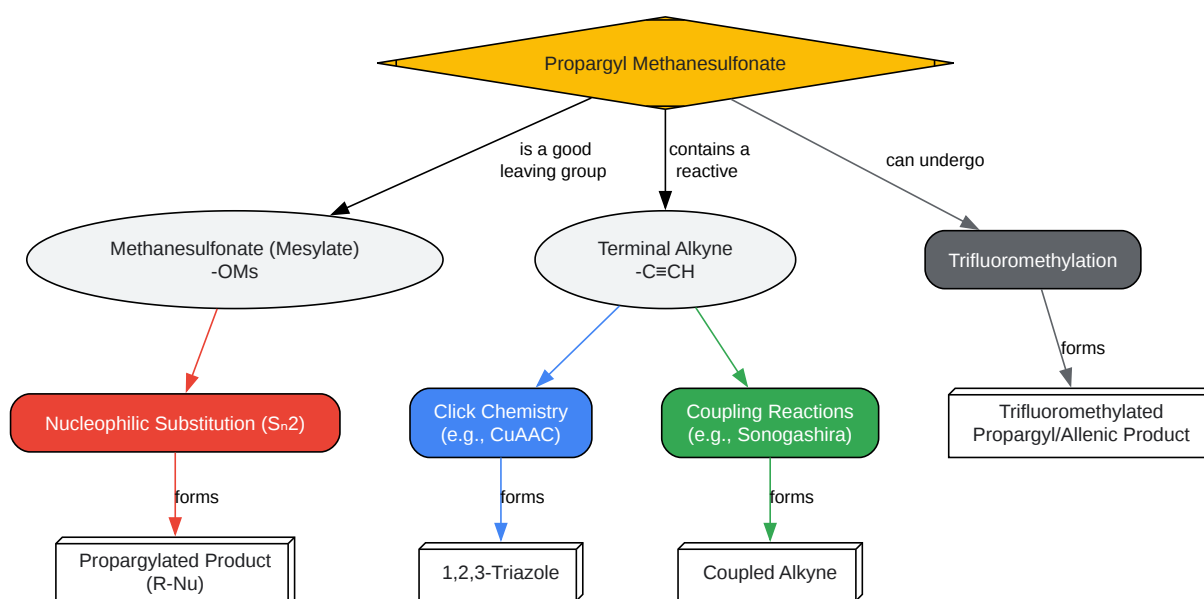 Propargyl Methanesulfonate
is a good
leaving group
contains a
reactive
can undergo
Methanesulfonate (Mesylate)
-OMs
Terminal Alkyne
-C≡CH
Trifluoromethylation
forms
Nucleophilic Substitution (Sₙ2)
Click Chemistry
(e.g., CuAAC)
Coupling Reactions
(e.g., Sonogashira)
Trifluoromethylated
Propargyl/Allenic Product
forms
forms
forms
Propargylated Product
(R-Nu)
1,2,3-Triazole
Coupled Alkyne